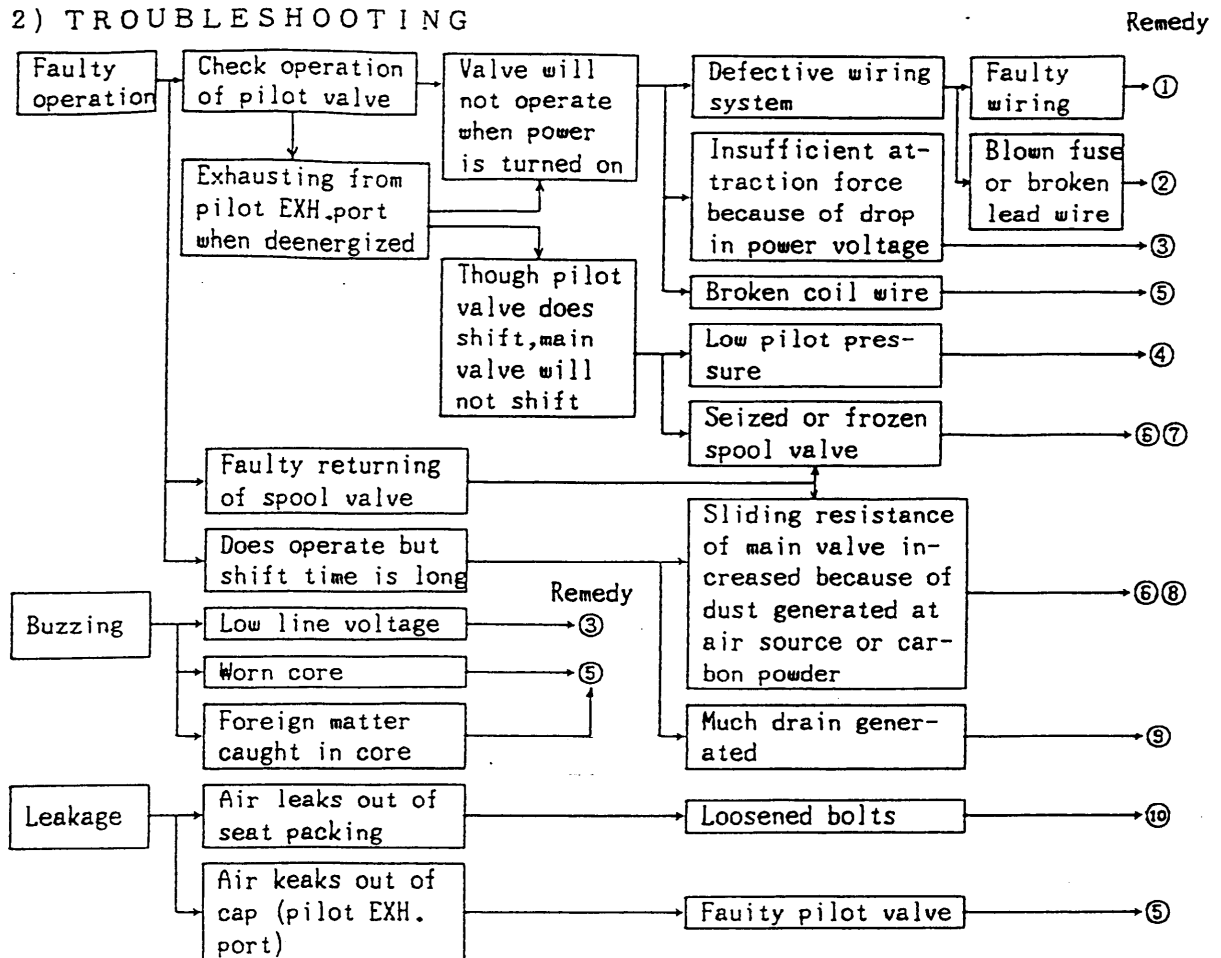 2) TROUBLESHOOTING
Remedy
Faulty
operation
Check operation
of pilot valve
Valve will
not operate
when power
is turned on
Defective wiring
system
Faulty
wiring
①
Exhausting from
pilot EXH.port
when deenergized
Insufficient at-
traction force
because of drop
in power voltage
Blown fuse
or broken
lead wire
②
③
Though pilot
valve does
shift,main
valve will
not shift
Broken coil wire
⑤
Low pilot pres-
sure
④
Seized or frozen
spool valve
⑥⑦
Faulty returning
of spool valve
Does operate but
shift time is long
Sliding resistance
of main valve in-
creased because of
dust generated at
air source or car-
bon powder
⑥⑧
Remedy
Buzzing
Low line voltage
③
Worn core
⑤
Foreign matter
caught in core
Much drain gener-
ated
⑨
Leakage
Air leaks out of
seat packing
Loosened bolts
⑩
Air keaks out of
cap (pilot EXH.
port)
Fauity pilot valve
⑤